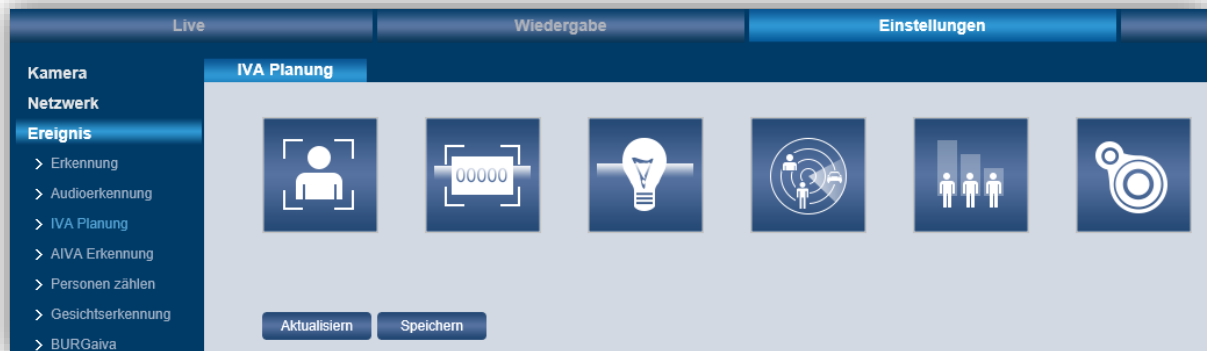 Live
Wiedergabe
Einstellungen
Kamera
Netzwerk
Ereignis
Erkennung
Audioerkennung
IVA Planung
AIVA Erkennung
Personen zählen
Gesichtserkennung
BURGaiva
IVA Planung
00000
Aktualisiern
Speichern